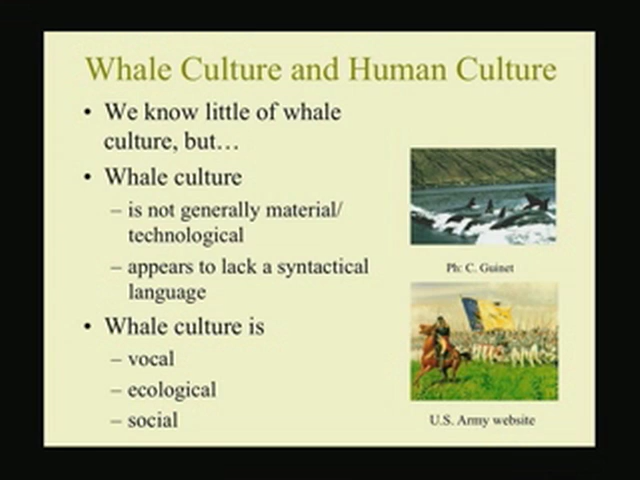 Whale Culture and Human Culture
• We know little of whale
culture, but…
• Whale culture
– is not generally material/
technological
– appears to lack a syntactical
language
• Whale culture is
– vocal
– ecological
– social
Ph: C. Guinet
U.S. Army website